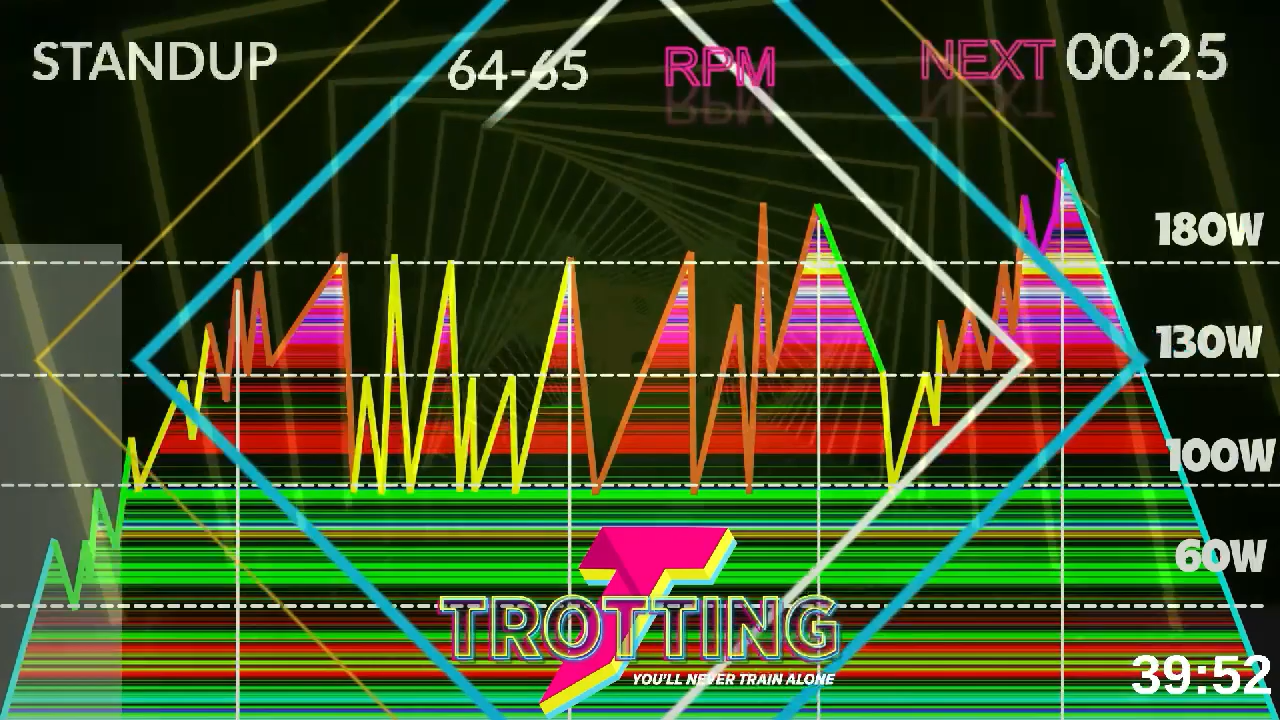 STANDUP
64-65
RPM
NEXT 00:25
180W
130W
100W
60W
TROTTING
YOU'LL NEVER TRAIN ALONE
39:52